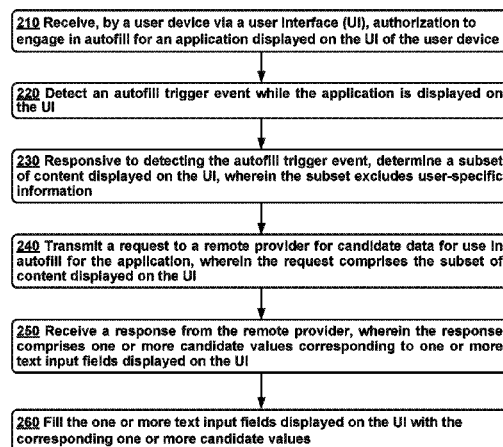 210 Receive, by a user device via a user interface (UI), authorization to
engage in autofill for an application displayed on the UI of the user device
220 Detect an autofill trigger event while the application is displayed on
the UI
230 Responsive to detecting the autofill trigger event, determine a subset
of content displayed on the UI, wherein the subset excludes user-specific
information
240 Transmit a request to a remote provider for candidate data for use in
autofill for the application, wherein the request comprises the subset of
content displayed on the UI
250 Receive a response from the remote provider, wherein the response
comprises one or more candidate values corresponding to one or more
text input fields displayed on the UI
260 Fill the one or more text input fields displayed on the UI with the
corresponding one or more candidate values